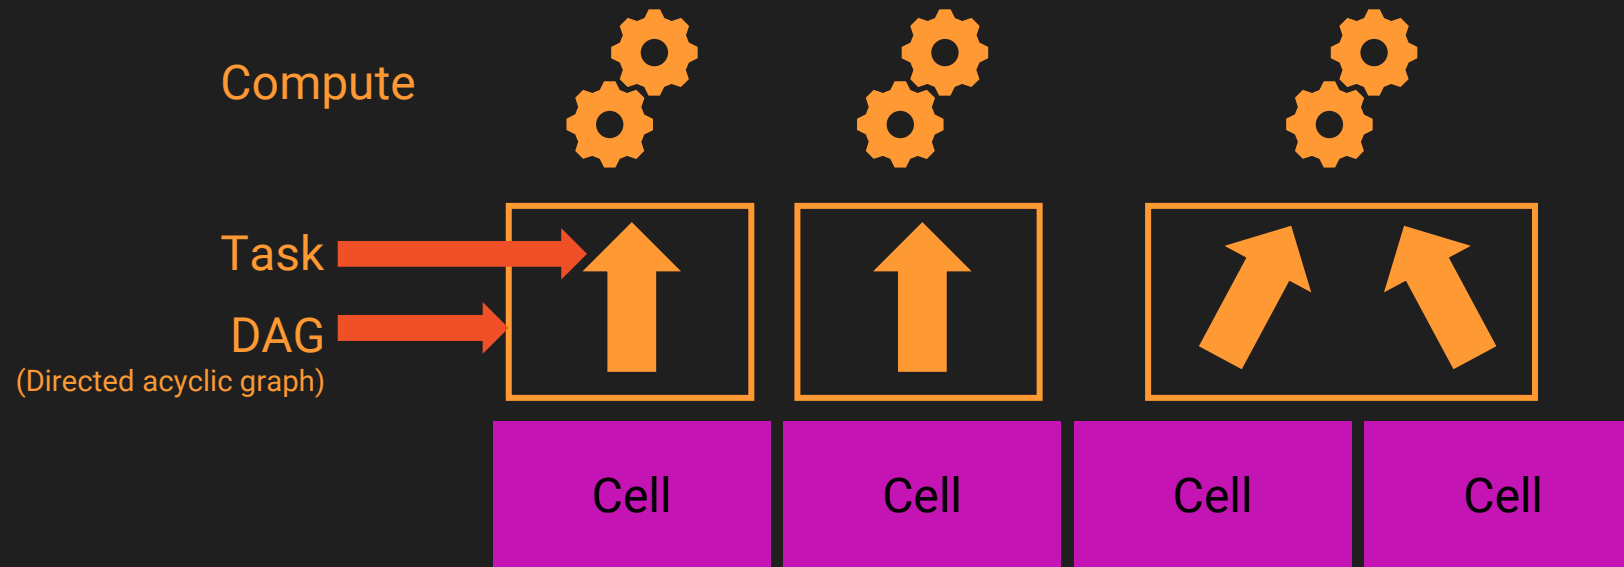 Compute
Task
DAG
(Directed acyclic graph)
Cell
Cell
Cell
Cell